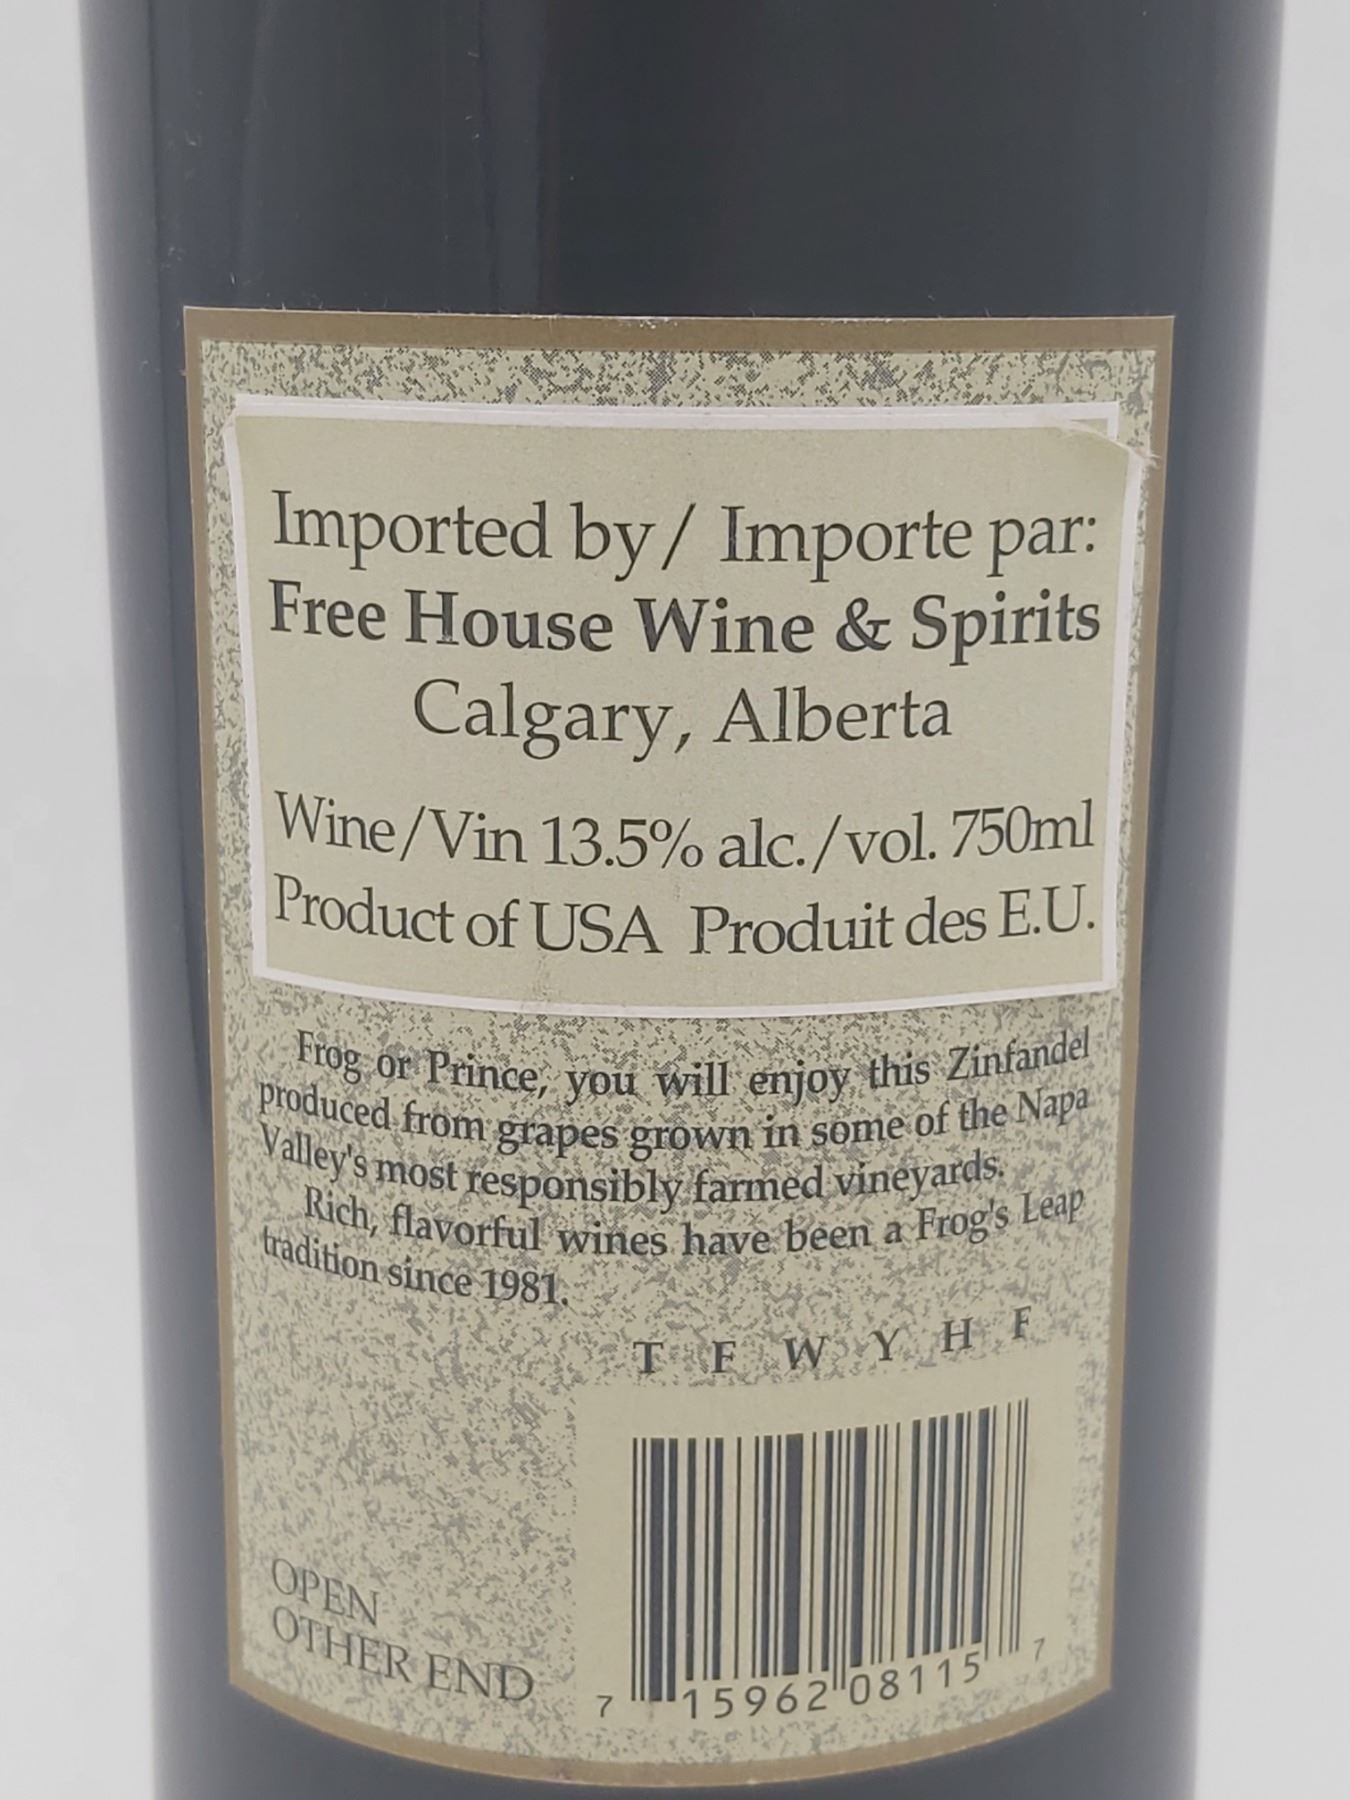 Imported by/ Importe par:
Free House Wine & Spirits
Calgary, Alberta
Wine/Vin 13.5% alc./vol. 750ml
Product of USA Produit des E.U.
Frog or Prince, you will enjoy this Zinfandel
produced from grapes grown in some of the Napa
Valley's most responsibly farmed vineyards.
Rich, flavorful wines have been a Frog's Leap
tradition since 1981.
T F W Y H F
OPEN
OTHER END
7 15962 08115 7